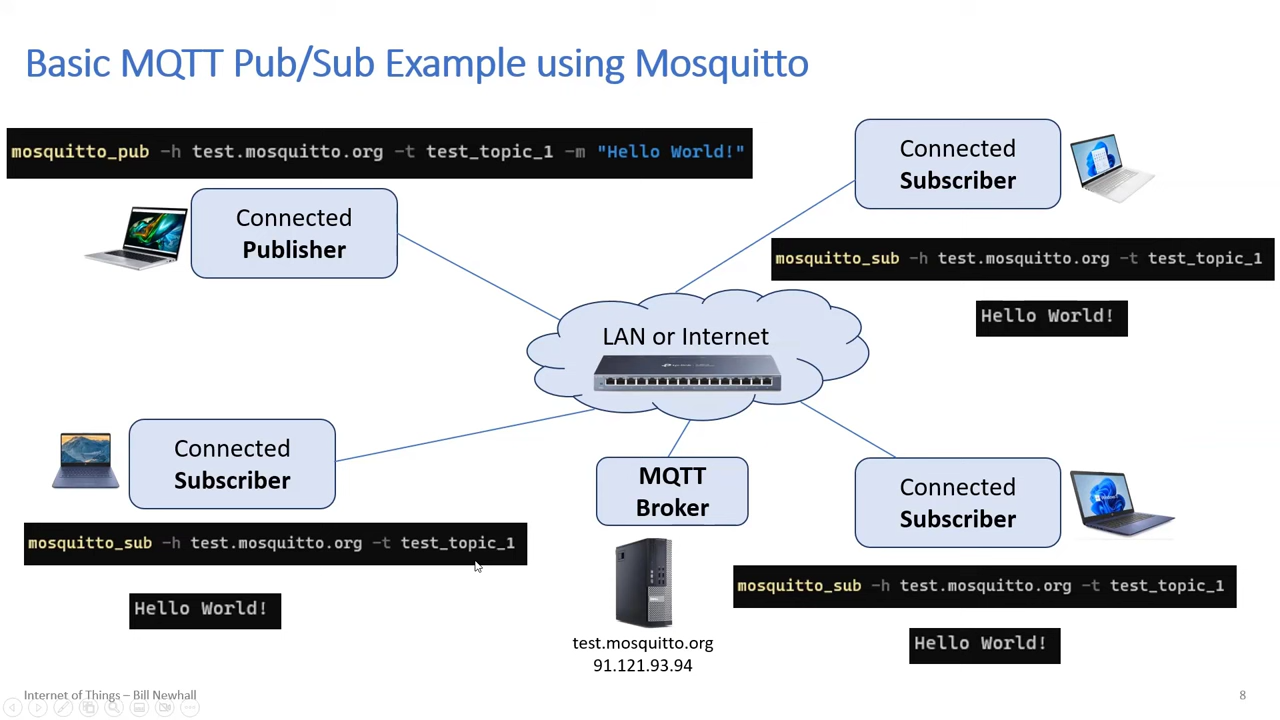 Basic MQTT Pub/Sub Example using Mosquitto
mosquitto_pub -h test.mosquitto.org -t test_topic_1 -m "Hello World!"
Connected
Publisher
Connected
Subscriber
mosquitto_sub -h test.mosquitto.org -t test_topic_1
Hello World!
LAN or Internet
Connected
Subscriber
mosquitto_sub -h test.mosquitto.org -t test_topic_1
Hello World!
MQTT
Broker
test.mosquitto.org
91.121.93.94
Connected
Subscriber
mosquitto_sub -h test.mosquitto.org -t test_topic_1
Hello World!
Internet of Things – Bill Newhall
8